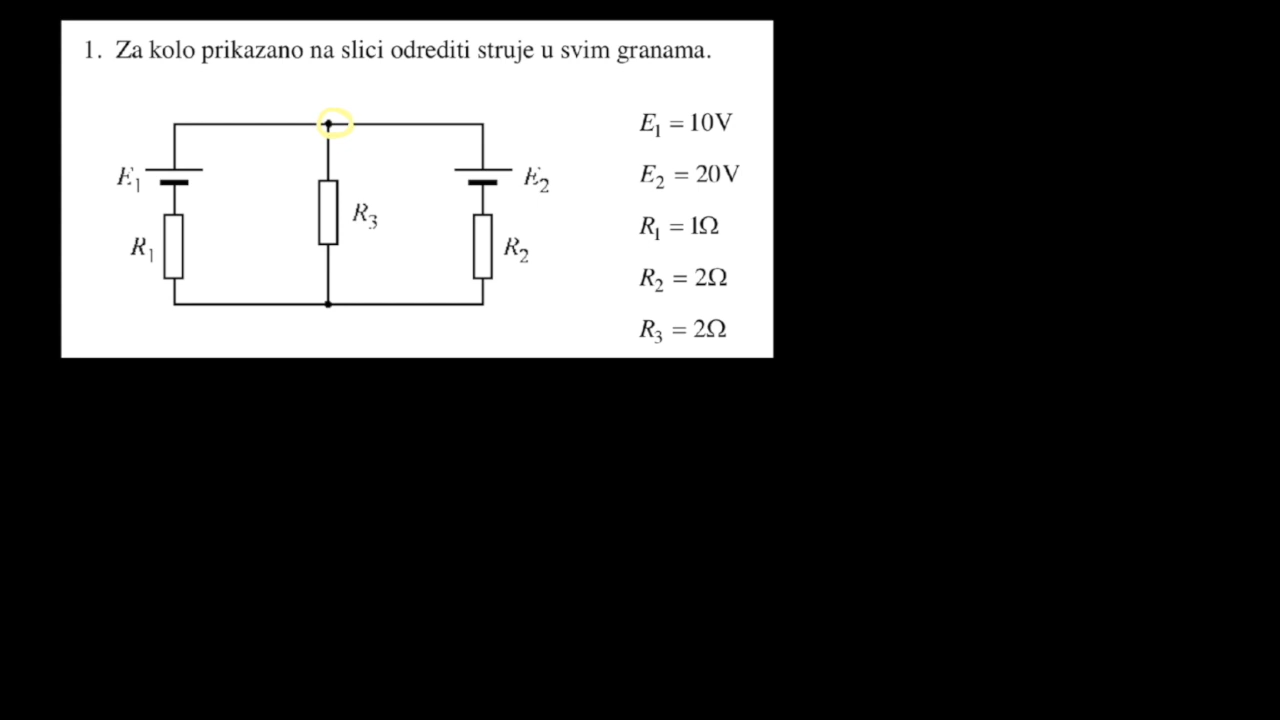 1. Za kolo prikazano na slici odrediti struje u svim granama.
E₁
R₁
R₃
E₂
R₂
E₁ = 10V
E₂ = 20V
R₁ = 1Ω
R₂ = 2Ω
R₃ = 2Ω